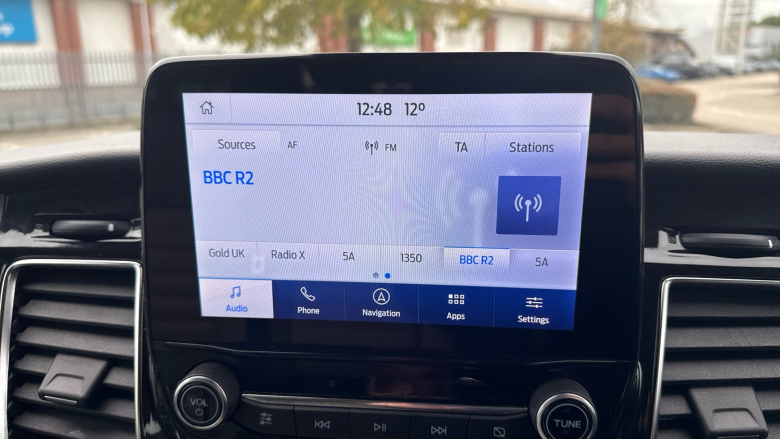 12:48 12º
Sources AF FM TA Stations
BBC R2
Gold UK Radio X 5A 1350 BBC R2 5A
Audio Phone Navigation Apps Settings
VOL TUNE